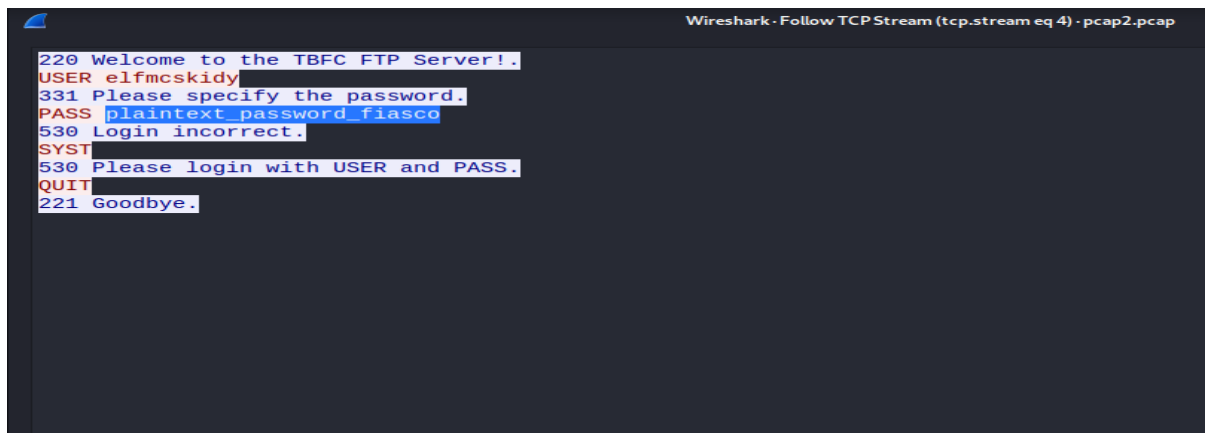 Wireshark · Follow TCP Stream (tcp.stream eq 4) · pcap2.pcap
220 Welcome to the TBFC FTP Server!.
USER elfmcskidy
331 Please specify the password.
PASS plaintext_password_fiasco
530 Login incorrect.
SYST
530 Please login with USER and PASS.
QUIT
221 Goodbye.